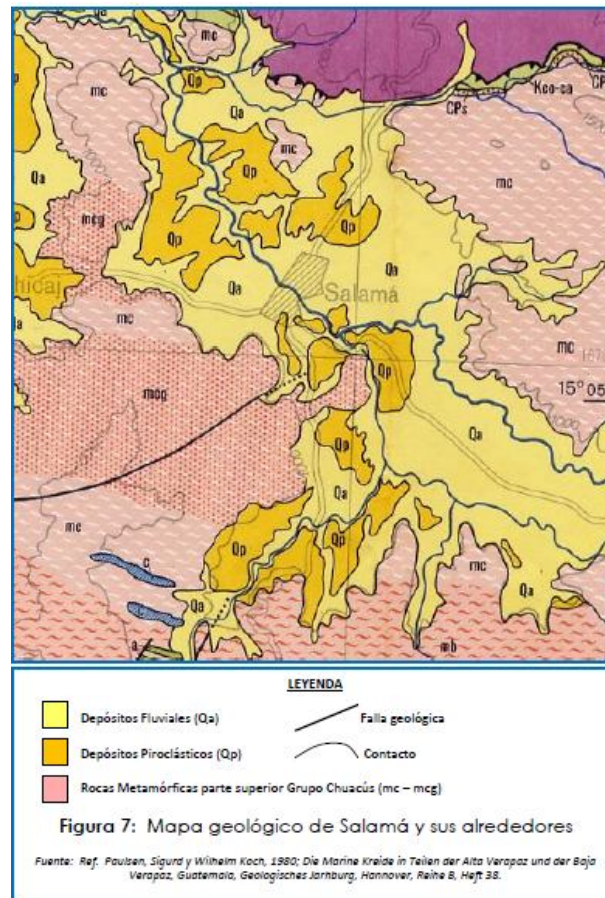 mc
Qp
Qa
CPs
Kco-ca
CP
mc
mc
Qp
mc
Qa
mcg
Qp
Qp
Qa
Qa
Salamá
mc
mc
Qp
15° 05
mcg
Qa
Qp
Qa
mc
Qp
Qp
mc
c
Qa
Qa
a
mb
LEYENDA
Depósitos Fluviales (Qa)
Falla geológica
Depósitos Piroclásticos (Qp)
Contacto
Rocas Metamórficas parte superior Grupo Chuacús (mc – mcg)
Figura 7: Mapa geológico de Salamá y sus alrededores
Fuente: Ref. Paulsen, Sigurd y Wilhelm Koch, 1980; Die Marine Kreide in Teilen der Alta Verapaz und der Baja
Verapaz, Guatemala, Geologisches Jarhburg, Hannover, Reihe B, Heft 38.